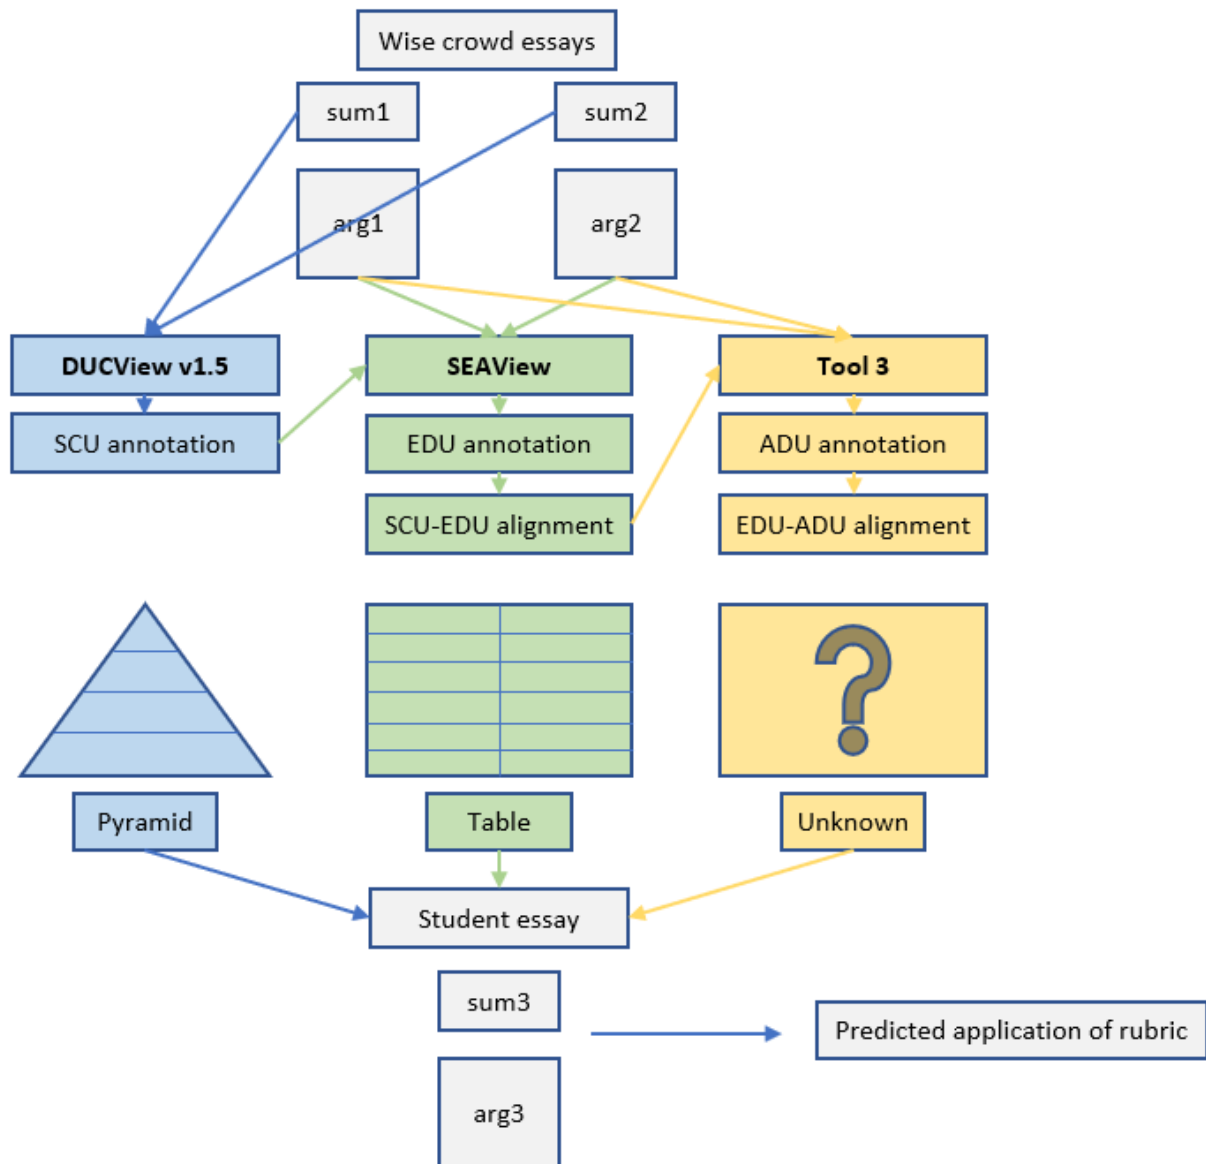 Wise crowd essays
sum1
sum2
arg1
arg2
DUCView v1.5
SEAView
Tool 3
SCU annotation
EDU annotation
ADU annotation
SCU-EDU alignment
EDU-ADU alignment
?
Pyramid
Table
Unknown
Student essay
sum3
Predicted application of rubric
arg3